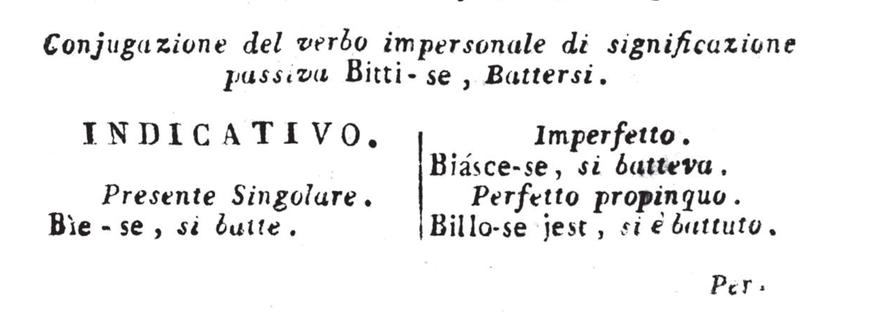 Conjugazione del verbo impersonale di significazione
passiva Bitti-se, Battersi.
INDICATIVO.
Presente Singolare.
Bìe-se, si batte.
Imperfetto.
Biásce-se, si batteva.
Perfetto propinquo.
Billo-se jest, si è battuto.
Per.